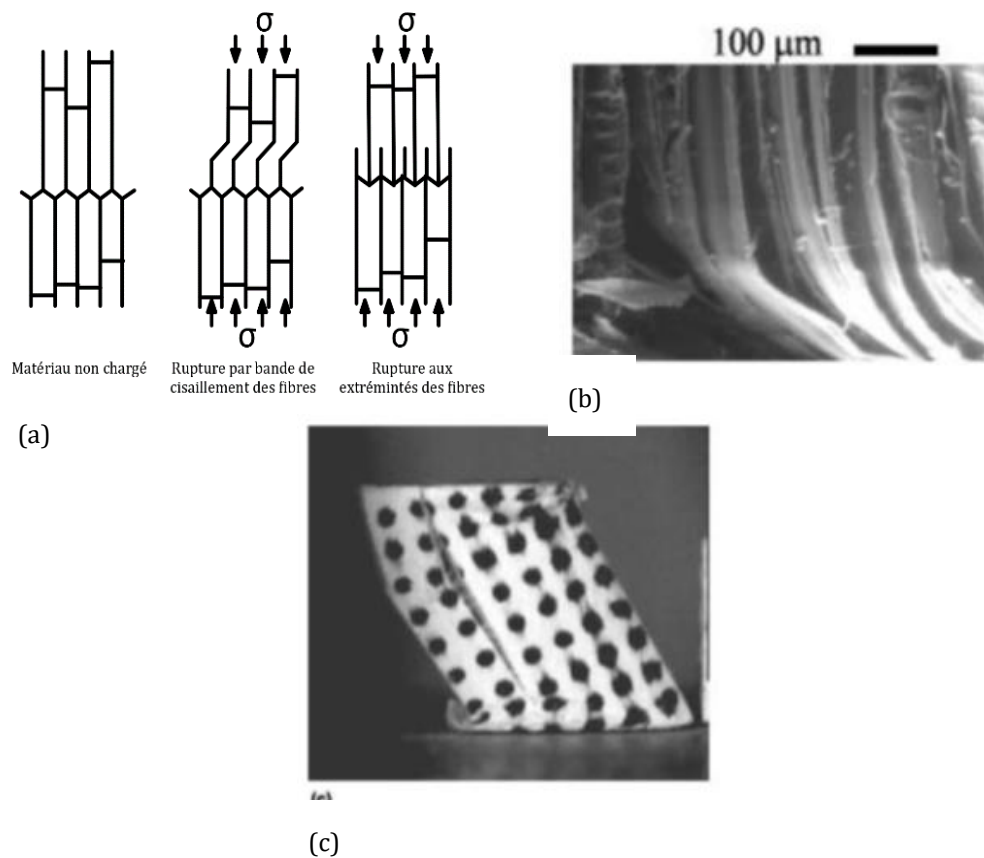 σ σ
σ σ
Matériau non chargé
Rupture par bande de
cisaillement des fibres
Rupture aux
extrémintés des fibres
(a)
100 μm
(b)
(c)